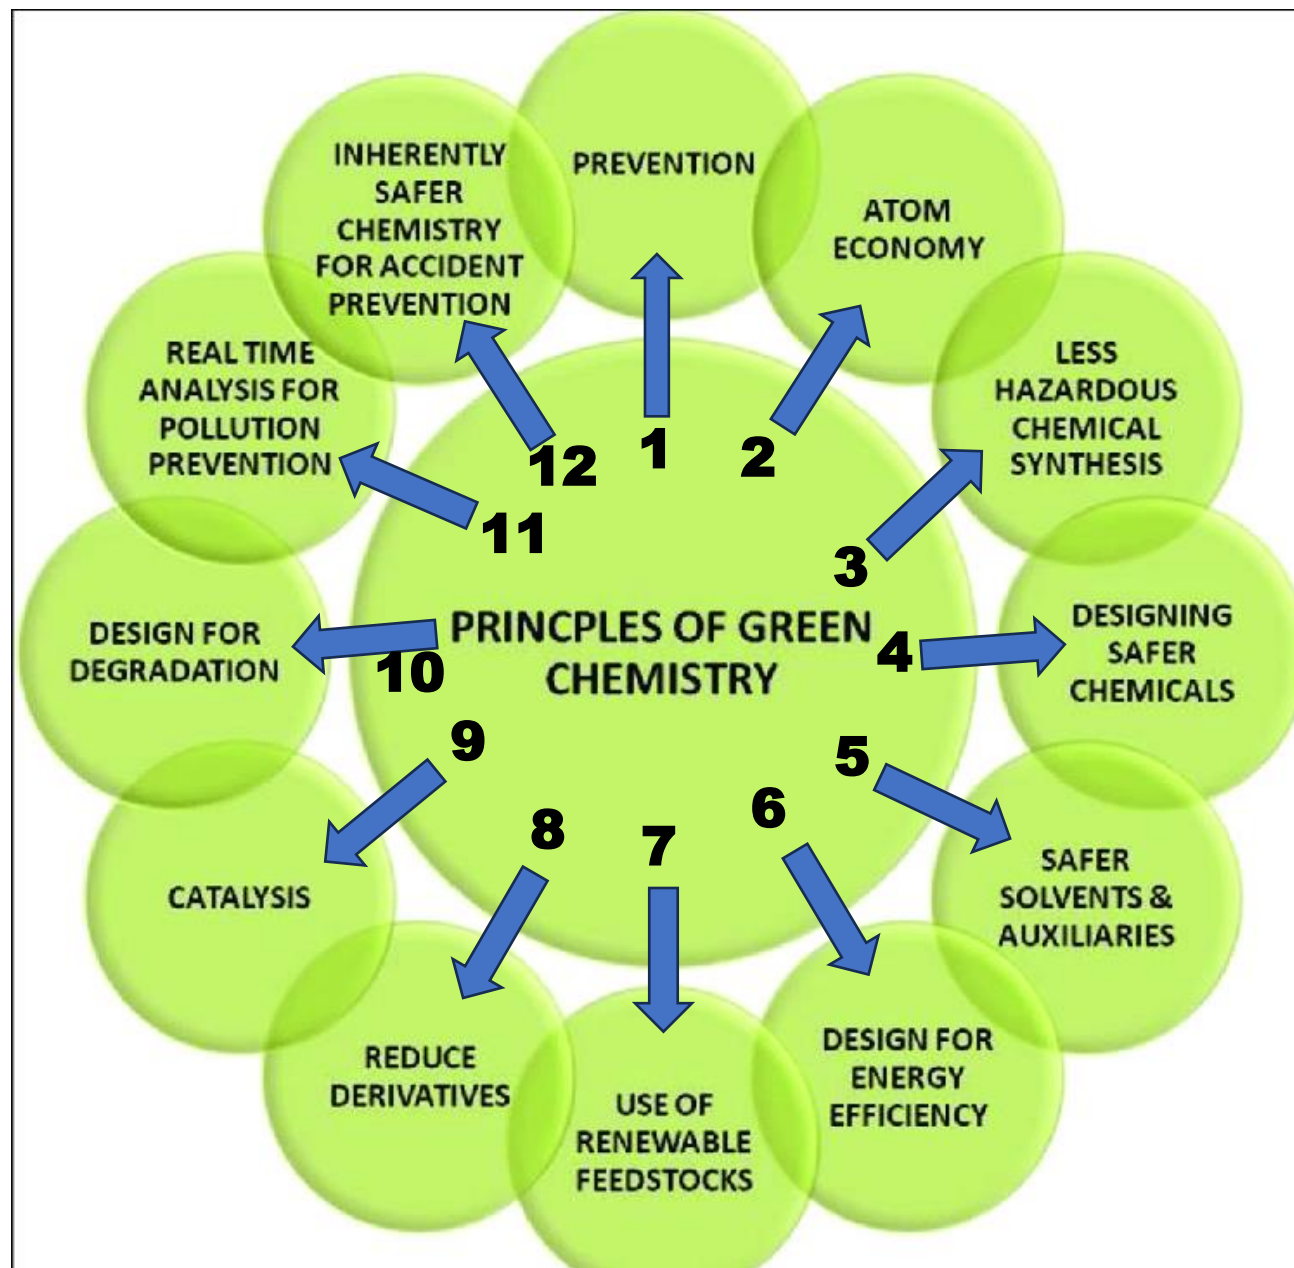 PREVENTION
ATOM
ECONOMY
LESS
HAZARDOUS
CHEMICAL
SYNTHESIS
DESIGNING
SAFER
CHEMICALS
SAFER
SOLVENTS &
AUXILIARIES
DESIGN FOR
ENERGY
EFFICIENCY
USE OF
RENEWABLE
FEEDSTOCKS
REDUCE
DERIVATIVES
CATALYSIS
DESIGN FOR
DEGRADATION
REAL TIME
ANALYSIS FOR
POLLUTION
PREVENTION
INHERENTLY
SAFER
CHEMISTRY
FOR ACCIDENT
PREVENTION
1
2
3
4
5
6
7
8
9
10
11
12
PRINCPLES OF GREEN
CHEMISTRY